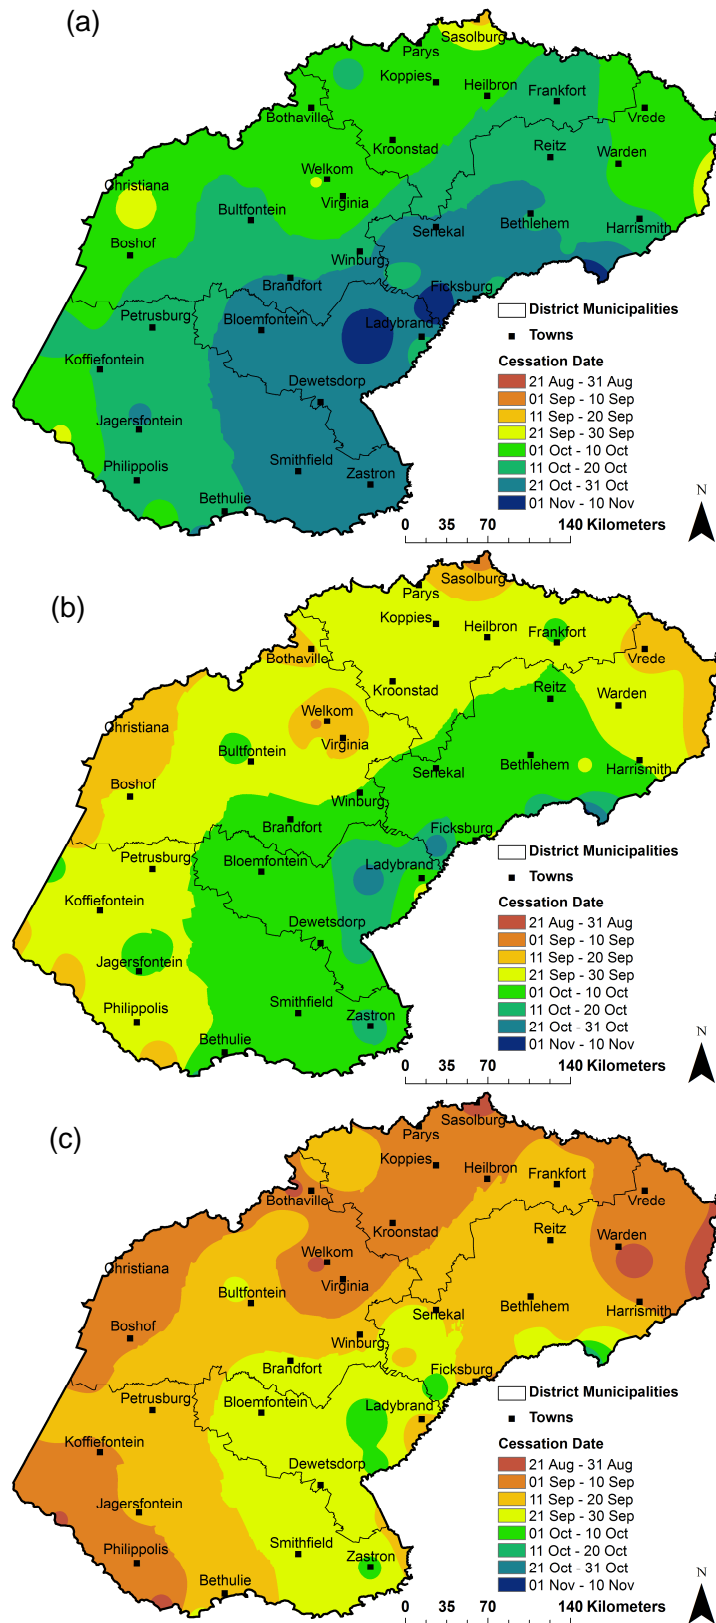 (a)
Sasolburg
Parys
Koppies
Heilbron
Frankfort
Bothaville
Vrede
Kroonstad
Reitz
Warden
Welkom
Christiana
Virginia
Bultfontein
Bethlehem
Senekal
Harrismith
Boshof
Winburg
Brandfort
Ficksburg
District Municipalities
Petrusburg
Bloemfontein
Ladybrand
Towns
Koffiefontein
Cessation Date
21 Aug - 31 Aug
Dewetsdorp
01 Sep - 10 Sep
11 Sep - 20 Sep
Jagersfontein
21 Sep - 30 Sep
01 Oct - 10 Oct
Philippolis
Smithfield
Zastron
11 Oct - 20 Oct
21 Oct - 31 Oct
Bethulie
01 Nov - 10 Nov
N
0 35 70 140 Kilometers
(b)
Sasolburg
Parys
Koppies
Heilbron
Frankfort
Bothaville
Vrede
Kroonstad
Reitz
Warden
Welkom
Christiana
Virginia
Bultfontein
Bethlehem
Senekal
Harrismith
Boshof
Winburg
Brandfort
Ficksburg
District Municipalities
Petrusburg
Bloemfontein
Ladybrand
Towns
Koffiefontein
Cessation Date
21 Aug - 31 Aug
Dewetsdorp
01 Sep - 10 Sep
11 Sep - 20 Sep
Jagersfontein
21 Sep - 30 Sep
01 Oct - 10 Oct
Philippolis
Smithfield
Zastron
11 Oct - 20 Oct
21 Oct - 31 Oct
Bethulie
01 Nov - 10 Nov
N
0 35 70 140 Kilometers
(c)
Sasolburg
Parys
Koppies
Heilbron
Frankfort
Bothaville
Vrede
Kroonstad
Reitz
Warden
Welkom
Christiana
Virginia
Bultfontein
Bethlehem
Senekal
Harrismith
Boshof
Winburg
Brandfort
Ficksburg
District Municipalities
Petrusburg
Bloemfontein
Ladybrand
Towns
Koffiefontein
Cessation Date
21 Aug - 31 Aug
Dewetsdorp
01 Sep - 10 Sep
11 Sep - 20 Sep
Jagersfontein
21 Sep - 30 Sep
01 Oct - 10 Oct
Philippolis
Smithfield
Zastron
11 Oct - 20 Oct
21 Oct - 31 Oct
Bethulie
01 Nov - 10 Nov
N
0 35 70 140 Kilometers